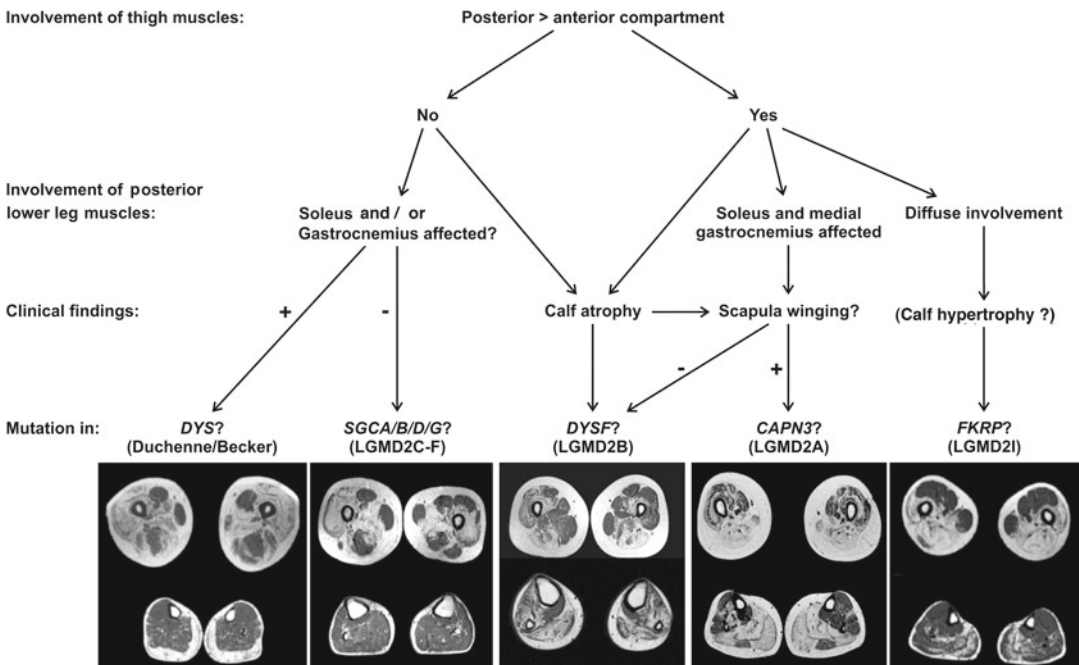 Involvement of thigh muscles:
Posterior > anterior compartment
No
Yes
Involvement of posterior
lower leg muscles:
Soleus and / or
Gastrocnemius affected?
Soleus and medial
gastrocnemius affected
Diffuse involvement
Clinical findings:
+
-
Calf atrophy
Scapula winging?
(Calf hypertrophy ?)
-
+
Mutation in:
DYS?
(Duchenne/Becker)
SGCA/B/D/G?
(LGMD2C-F)
DYSF?
(LGMD2B)
CAPN3?
(LGMD2A)
FKRP?
(LGMD2I)